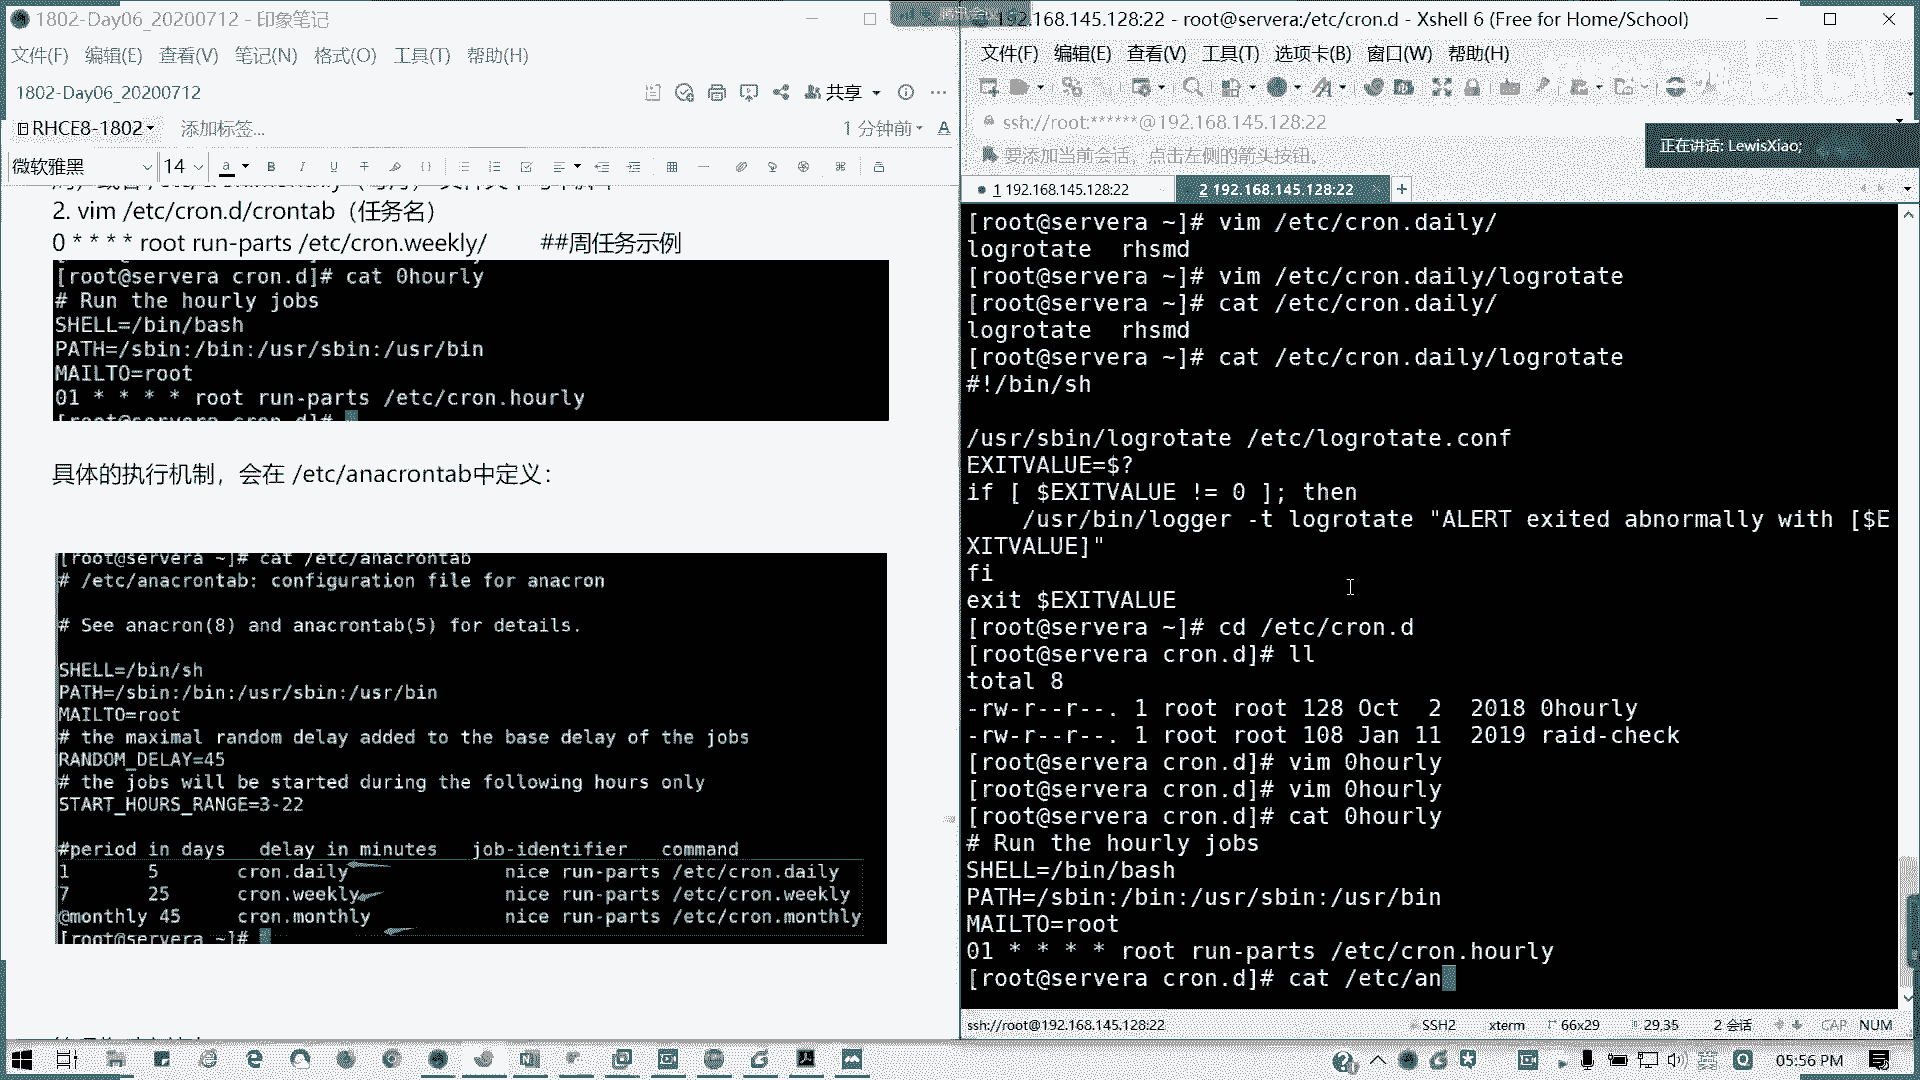 1802-Day06_20200712 - 印象笔记
文件(F) 编辑(E) 查看(V) 笔记(N) 格式(O) 工具(T) 帮助(H)
1802-Day06_20200712
共享
RHCE8-1802
添加标签...
1 分钟前
微软雅黑
14
2. vim /etc/cron.d/crontab（任务名）
0 * * * * root run-parts /etc/cron.weekly/ ##周任务示例
[root@servera cron.d]# cat 0hourly
# Run the hourly jobs
SHELL=/bin/bash
PATH=/sbin:/bin:/usr/sbin:/usr/bin
MAILTO=root
01 * * * * root run-parts /etc/cron.hourly
[root@servera cron.d]#
具体的执行机制，会在 /etc/anacrontab中定义：
[root@servera ~]# cat /etc/anacrontab
# /etc/anacrontab: configuration file for anacron
# See anacron(8) and anacrontab(5) for details.
SHELL=/bin/sh
PATH=/sbin:/bin:/usr/sbin:/usr/bin
MAILTO=root
# the maximal random delay added to the base delay of the jobs
RANDOM_DELAY=45
# the jobs will be started during the following hours only
START_HOURS_RANGE=3-22
#period in days delay in minutes job-identifier command
1 5 cron.daily nice run-parts /etc/cron.daily
7 25 cron.weekly nice run-parts /etc/cron.weekly
@monthly 45 cron.monthly nice run-parts /etc/cron.monthly
[root@servera ~]#
192.168.145.128:22 - root@servera:/etc/cron.d - Xshell 6 (Free for Home/School)
文件(F) 编辑(E) 查看(V) 工具(T) 选项卡(B) 窗口(W) 帮助(H)
ssh://root:******@192.168.145.128:22
要添加当前会话，点击左侧的箭头按钮。
正在讲话: LewisXiao;
1 192.168.145.128:22
2 192.168.145.128:22
[root@servera ~]# vim /etc/cron.daily/
logrotate rhsmd
[root@servera ~]# vim /etc/cron.daily/logrotate
[root@servera ~]# cat /etc/cron.daily/
logrotate rhsmd
[root@servera ~]# cat /etc/cron.daily/logrotate
#!/bin/sh
/usr/sbin/logrotate /etc/logrotate.conf
EXITVALUE=$?
if [ $EXITVALUE != 0 ]; then
/usr/bin/logger -t logrotate "ALERT exited abnormally with [$E
XITVALUE]"
fi
exit $EXITVALUE
[root@servera ~]# cd /etc/cron.d
[root@servera cron.d]# ll
total 8
-rw-r--r--. 1 root root 128 Oct 2 2018 0hourly
-rw-r--r--. 1 root root 108 Jan 11 2019 raid-check
[root@servera cron.d]# vim 0hourly
[root@servera cron.d]# vim 0hourly
[root@servera cron.d]# cat 0hourly
# Run the hourly jobs
SHELL=/bin/bash
PATH=/sbin:/bin:/usr/sbin:/usr/bin
MAILTO=root
01 * * * * root run-parts /etc/cron.hourly
[root@servera cron.d]# cat /etc/an
ssh://root@192.168.145.128:22
SSH2 xterm 66x29 29,35 2 会话 CAP NUM
05:56 PM